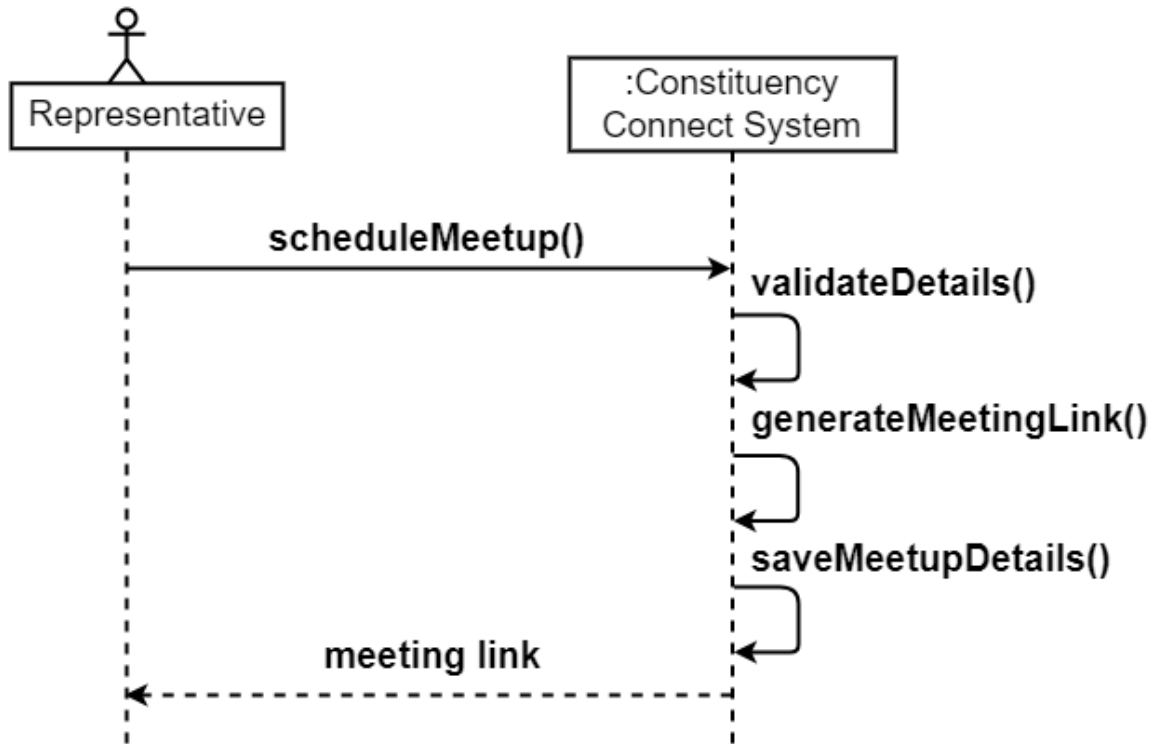 Representative
:Constituency
Connect System
scheduleMeetup()
validateDetails()
generateMeetingLink()
saveMeetupDetails()
meeting link